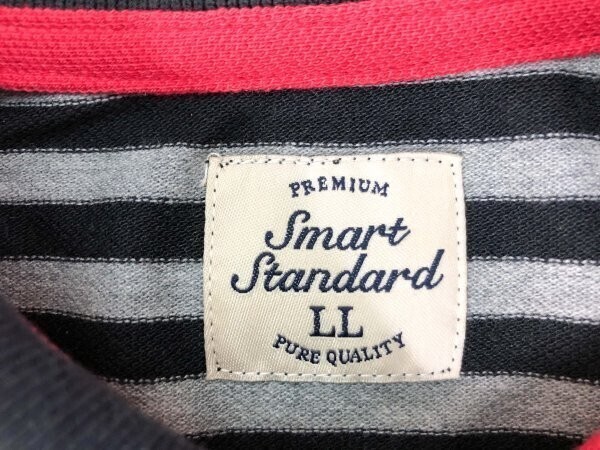 PREMIUM
Smart
Standard
LL
PURE QUALITY